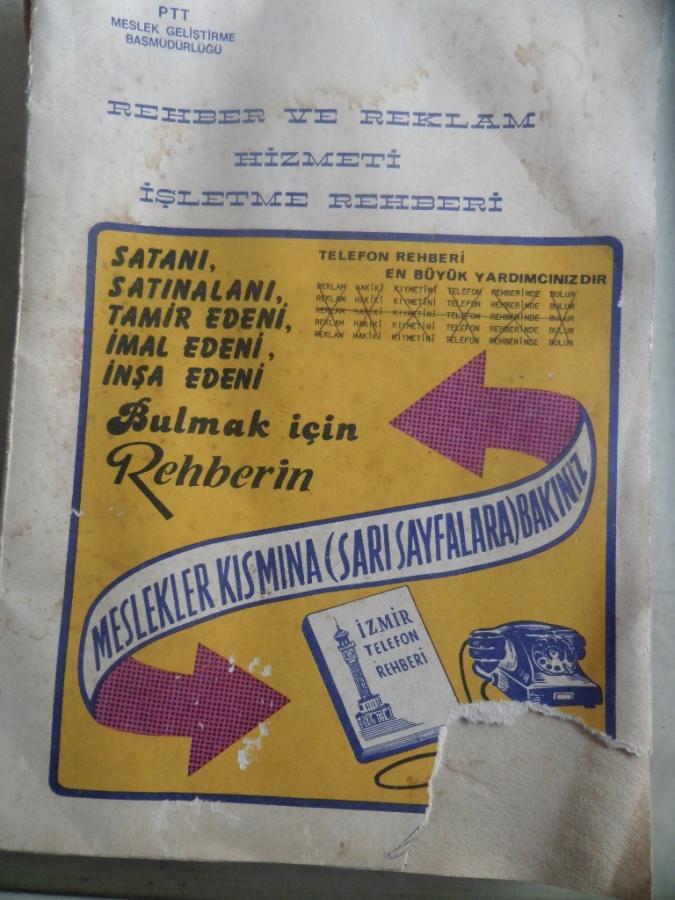 PTT
MESLEK GELİŞTİRME
BAŞMÜDÜRLÜĞÜ
REHBER VE REKLAM
HİZMETİ
İŞLETME REHBERİ
SATANI,
SATINALANI,
TAMİR EDENİ,
İMAL EDENİ,
İNŞA EDENİ
TELEFON REHBERİ
EN BÜYÜK YARDIMCINIZDIR
REKLAM HAKİKİ KIYMETİNİ TELEFON REHBERİNDE BULUR
REKLAM HAKİKİ KIYMETİNİ TELEFON REHBERİNDE BULUR
REKLAM HAKİKİ KIYMETİNİ TELEFON REHBERİNDE BULUR
REKLAM HAKİKİ KIYMETİNİ TELEFON REHBERİNDE BULUR
REKLAM HAKİKİ KIYMETİNİ TELEFON REHBERİNDE BULUR
Bulmak için
Rehberin
MESLEKLER KISMINA (SARI SAYFALARA) BAKINIZ
İZMİR
TELEFON
REHBERİ